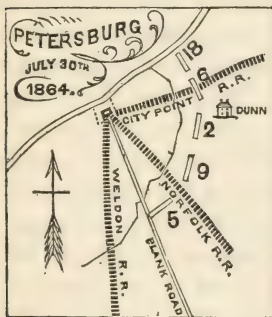 PETERSBURG
JULY 30TH
1864.
18
6
R.R.
CITY POINT
DUNN
2
9
5
WELDON
R.R.
NORFOLK R.R.
PLANK ROAD